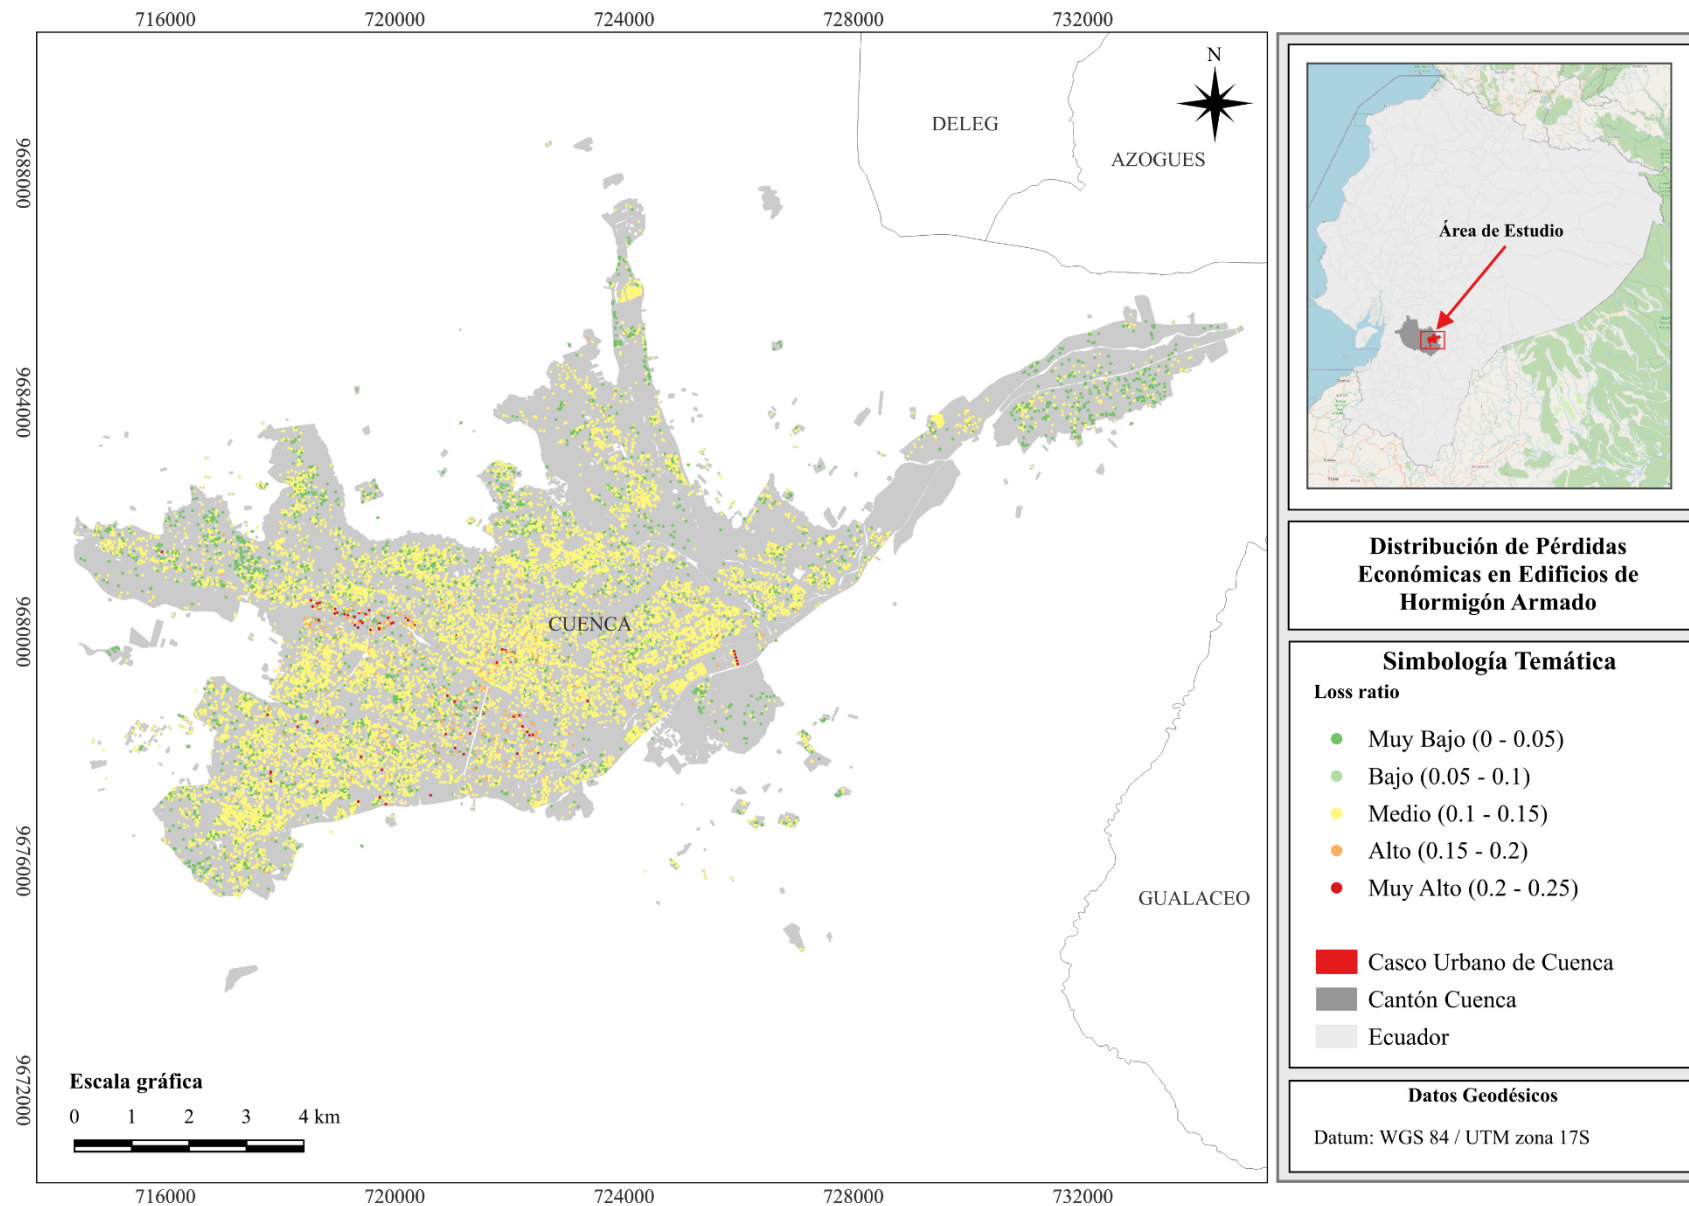 716000
720000
724000
728000
732000
N
DELEG
AZOGUES
9688000
9684000
9680000
9676000
9672000
CUENCA
GUALACEO
Escala gráfica
0 1 2 3 4 km
716000
720000
724000
728000
732000
Área de Estudio
Distribución de Pérdidas
Económicas en Edificios de
Hormigón Armado
Simbología Temática
Loss ratio
Muy Bajo (0 - 0.05)
Bajo (0.05 - 0.1)
Medio (0.1 - 0.15)
Alto (0.15 - 0.2)
Muy Alto (0.2 - 0.25)
Casco Urbano de Cuenca
Cantón Cuenca
Ecuador
Datos Geodésicos
Datum: WGS 84 / UTM zona 17S